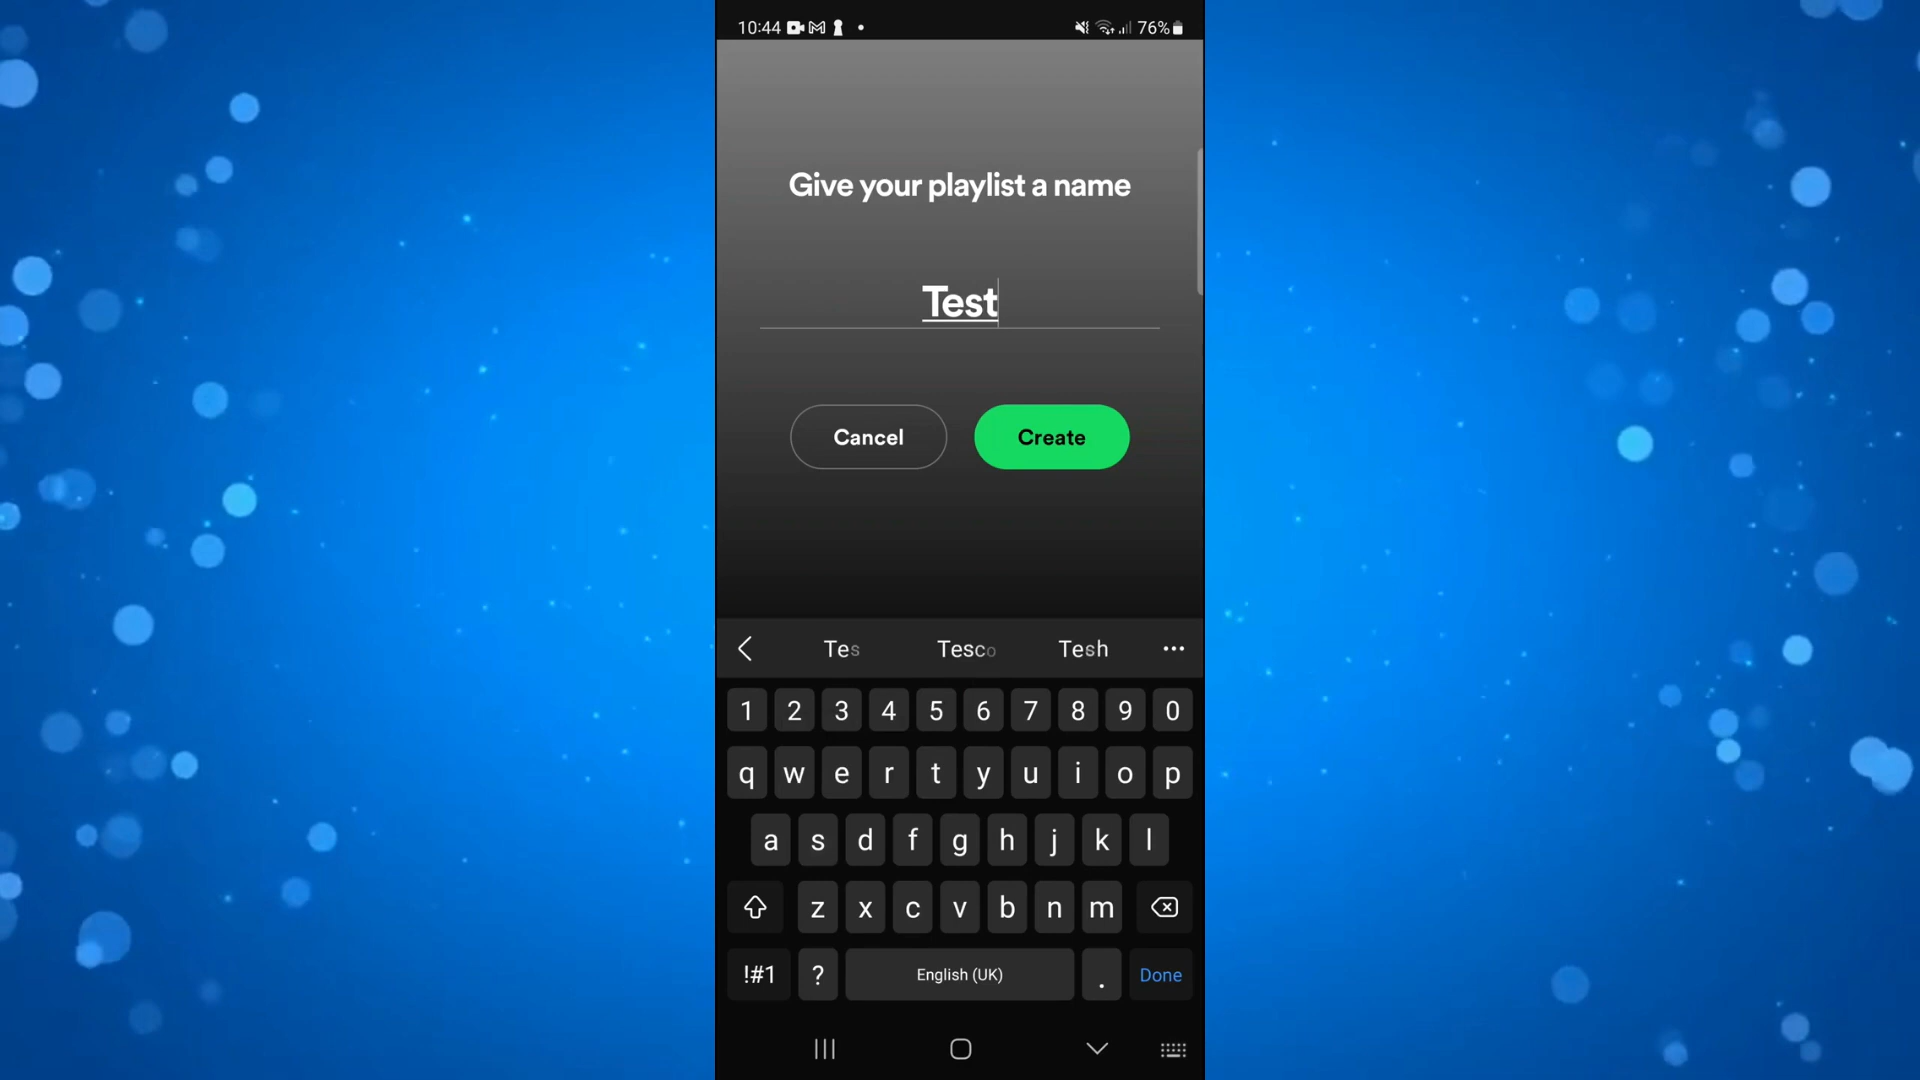 10:44 76%
Give your playlist a name
Test
Cancel Create
Tes Tesco Tesh
1 2 3 4 5 6 7 8 9 0
q w e r t y u i o p
a s d f g h j k l
z x c v b n m
!#1 ? English (UK) . Done